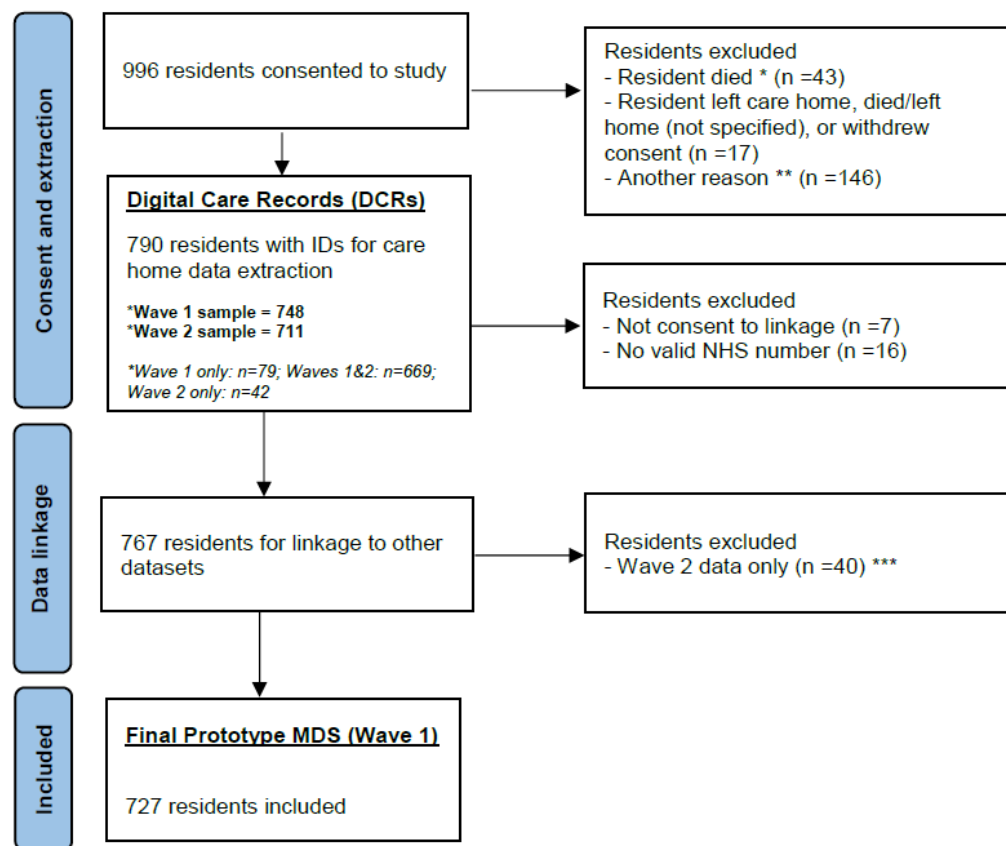 Consent and extraction
996 residents consented to study
Residents excluded
- Resident died * (n =43)
- Resident left care home, died/left
home (not specified), or withdrew
consent (n =17)
- Another reason ** (n =146)
Digital Care Records (DCRs)
790 residents with IDs for care
home data extraction
*Wave 1 sample = 748
*Wave 2 sample = 711
*Wave 1 only: n=79; Waves 1&2: n=669;
Wave 2 only: n=42
Residents excluded
- Not consent to linkage (n =7)
- No valid NHS number (n =16)
Data linkage
767 residents for linkage to other
datasets
Residents excluded
- Wave 2 data only (n =40) ***
Included
Final Prototype MDS (Wave 1)
727 residents included